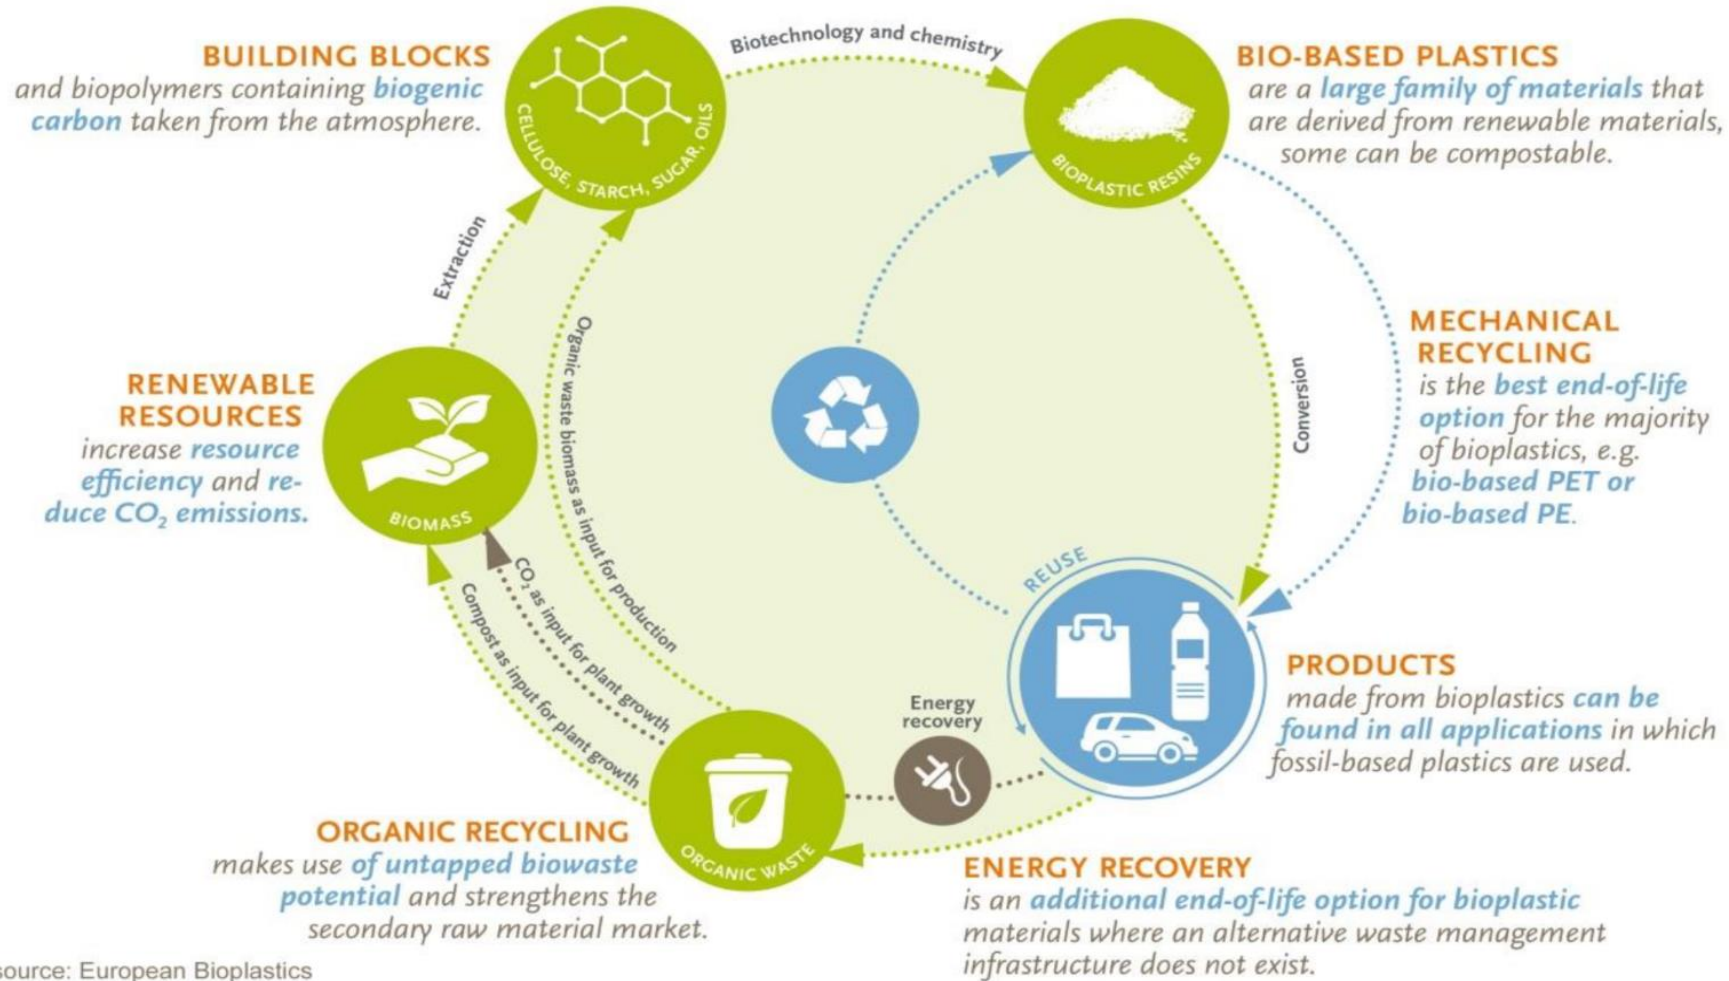 BUILDING BLOCKS
and biopolymers containing biogenic
carbon taken from the atmosphere.
CELLULOSE, STARCH, SUGAR, OILS
Biotechnology and chemistry
BIO-BASED PLASTICS
are a large family of materials that
are derived from renewable materials,
some can be compostable.
BIOPLASTIC RESINS
Extraction
RENEWABLE
RESOURCES
increase resource
efficiency and re-
duce CO₂ emissions.
BIOMASS
Organic waste biomass as input for production
CO₂ as input for plant growth
Compost as input for plant growth
Conversion
MECHANICAL
RECYCLING
is the best end-of-life
option for the majority
of bioplastics, e.g.
bio-based PET or
bio-based PE.
REUSE
PRODUCTS
made from bioplastics can be
found in all applications in which
fossil-based plastics are used.
Energy
recovery
ORGANIC WASTE
ORGANIC RECYCLING
makes use of untapped biowaste
potential and strengthens the
secondary raw material market.
ENERGY RECOVERY
is an additional end-of-life option for bioplastic
materials where an alternative waste management
infrastructure does not exist.
source: European Bioplastics